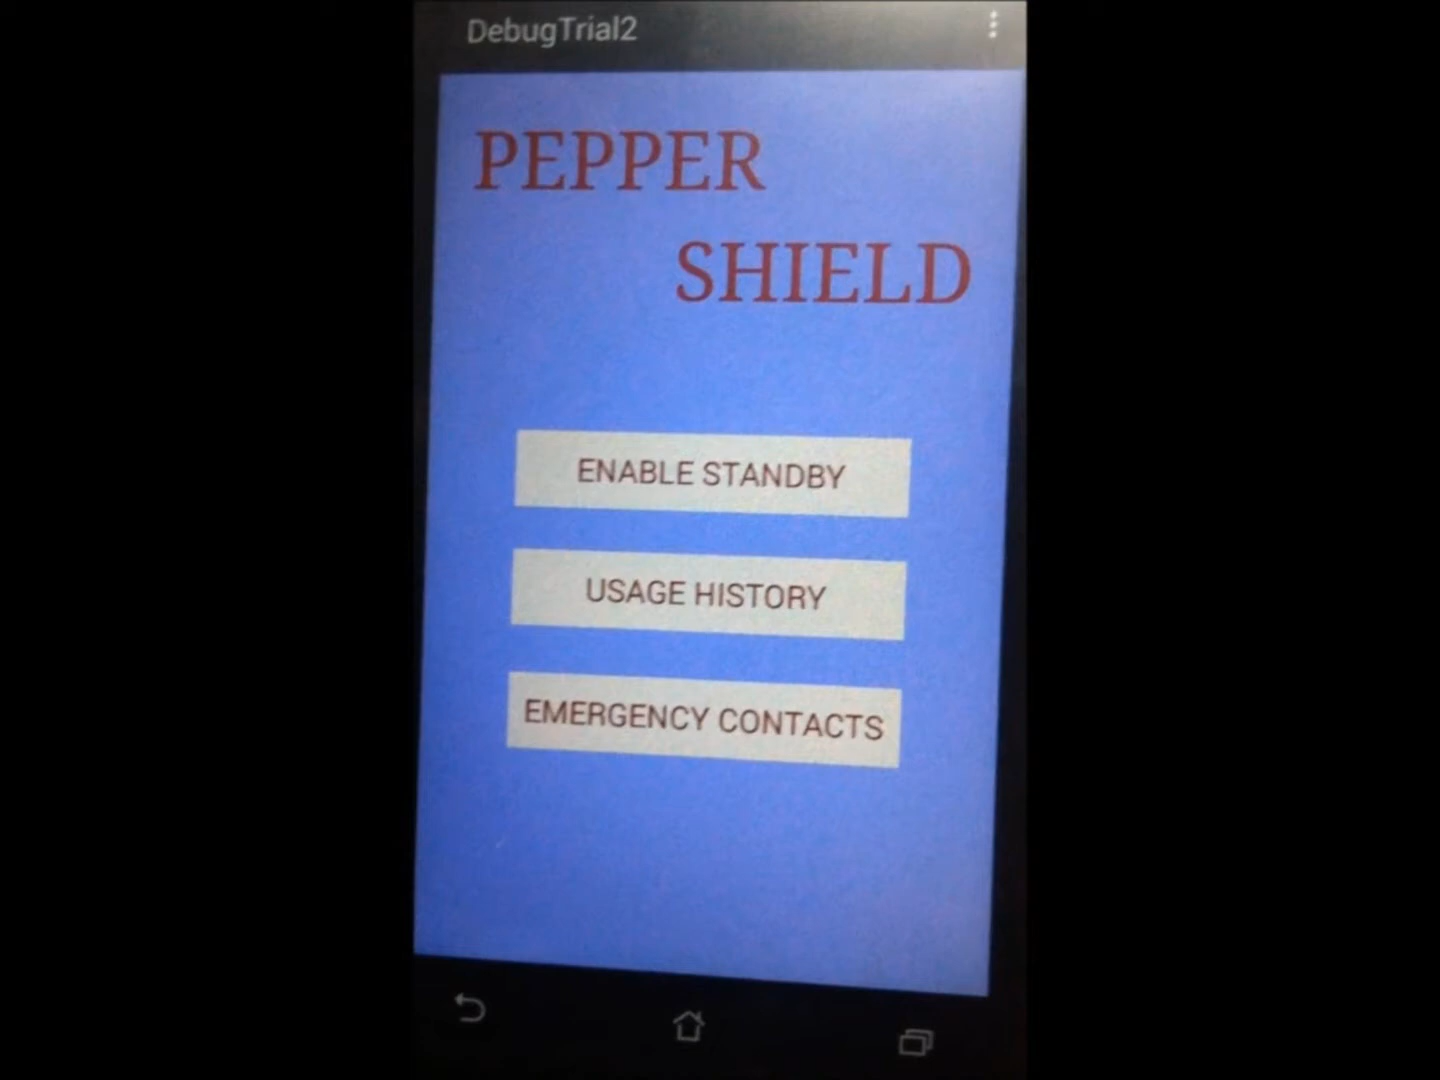 DebugTrial2
PEPPER
SHIELD
ENABLE STANDBY
USAGE HISTORY
EMERGENCY CONTACTS